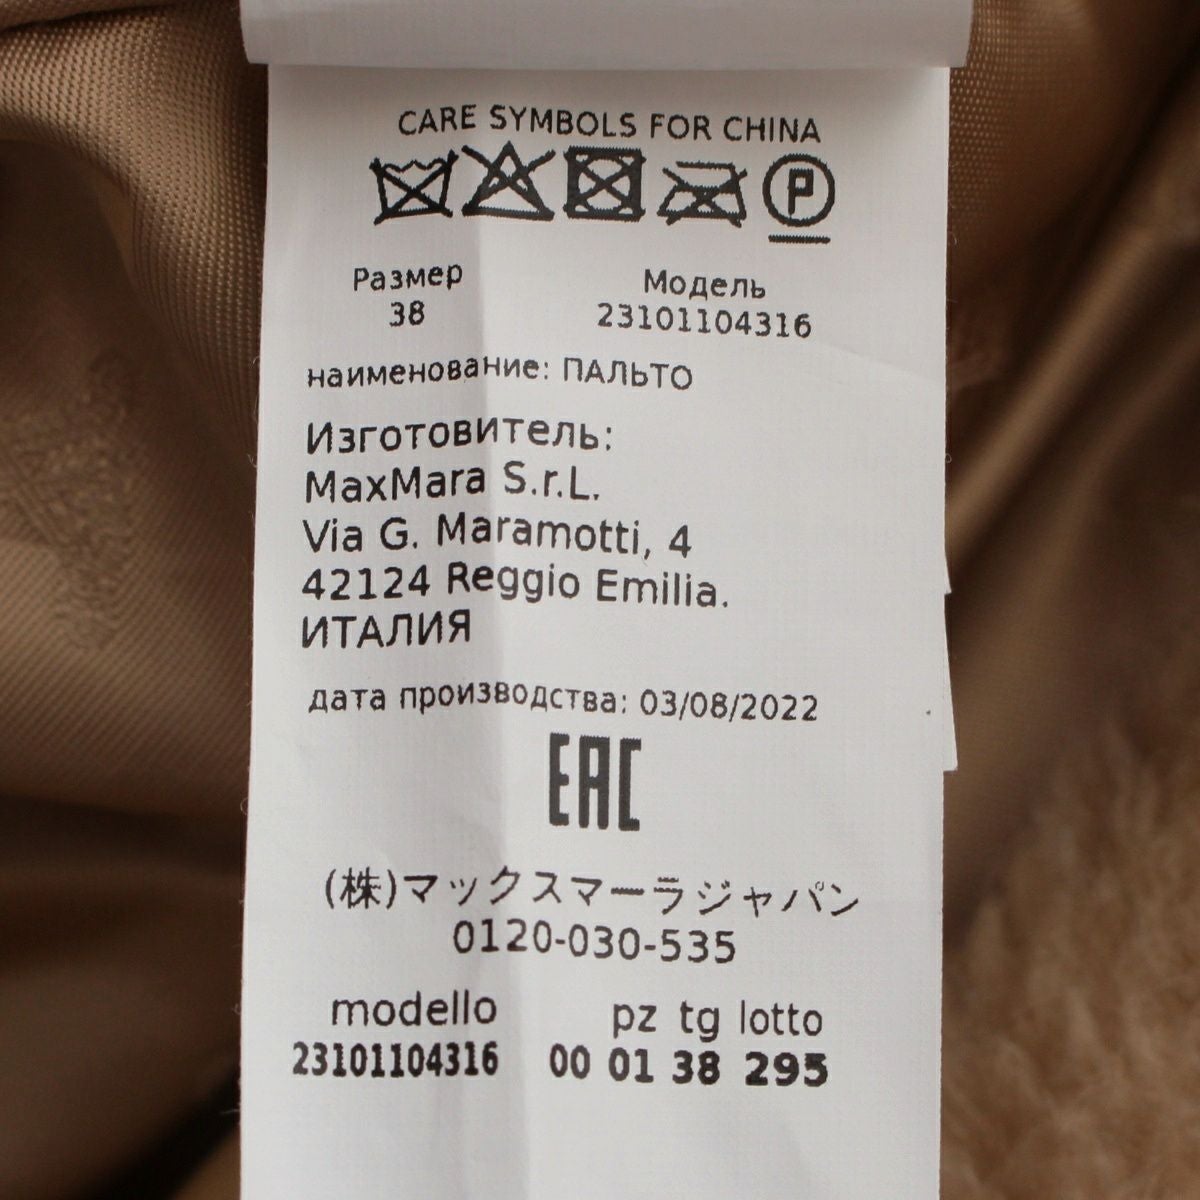 CARE SYMBOLS FOR CHINA
P
Размер
38
Модель
23101104316
наименование: ПАЛЬТО
Изготовитель:
MaxMara S.r.L.
Via G. Maramotti, 4
42124 Reggio Emilia.
ИТАЛИЯ
дата производства: 03/08/2022
EAC
(株)マックスマーラジャパン
0120-030-535
modello
23101104316
pz tg lotto
00 01 38 295